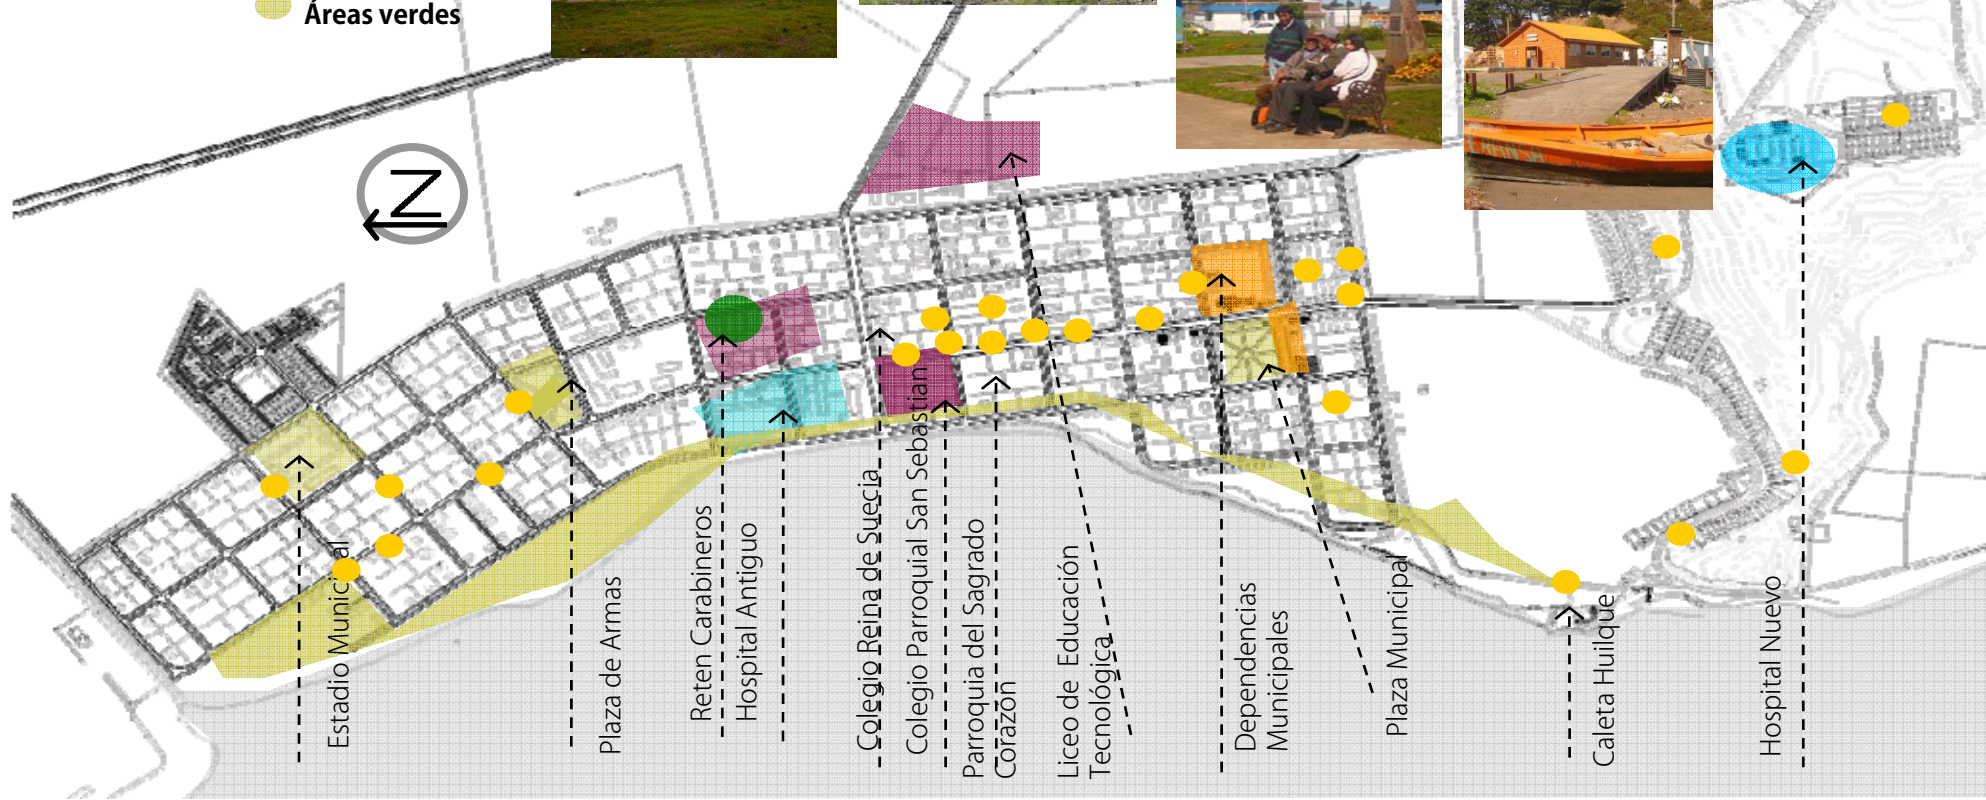 Áreas verdes
N
Estadio Municipal
Plaza de Armas
Reten Carabineros
Hospital Antiguo
Colegio Reina de Suecia
Colegio Parroquial San Sebastian
Parroquia del Sagrado
Corazón
Liceo de Educación
Tecnológica
Dependencias
Municipales
Plaza Municipal
Caleta Huilque
Hospital Nuevo